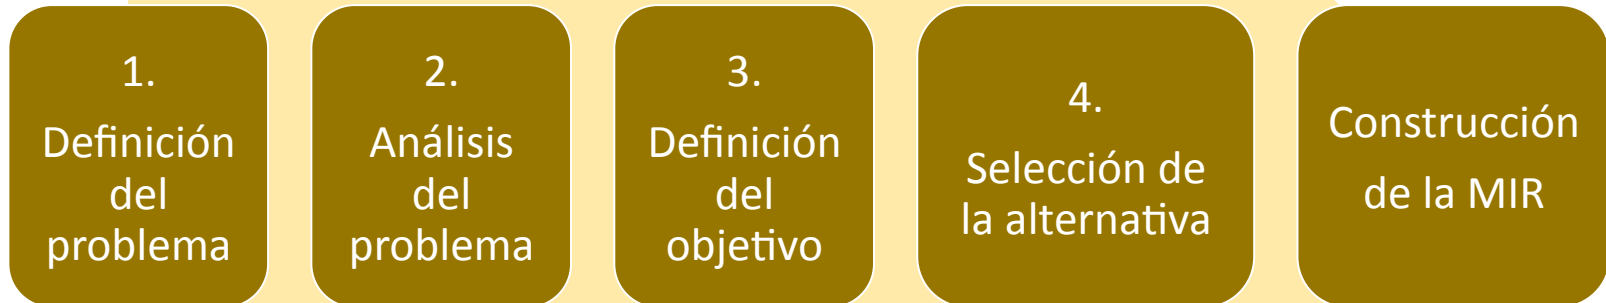 1.
Definición
del
problema
2.
Análisis
del
problema
3.
Definición
del
objetivo
4.
Selección de
la alternativa
Construcción
de la MIR